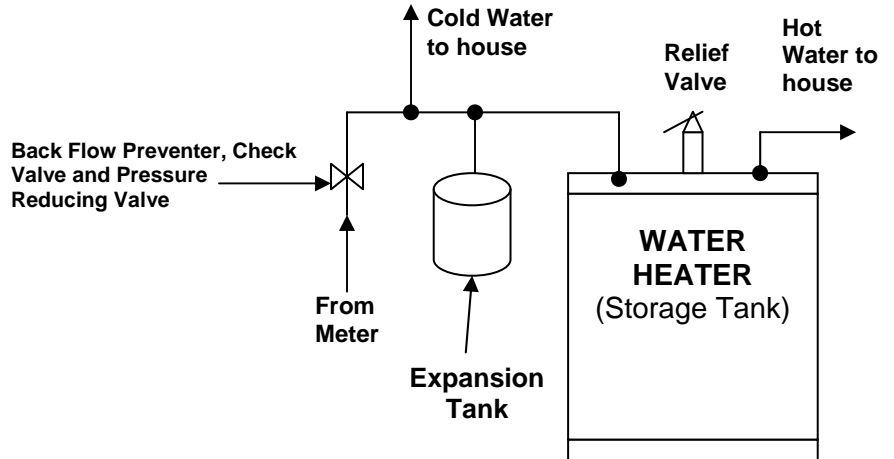 Cold Water
to house
Hot
Water to
house
Relief
Valve
Back Flow Preventer, Check
Valve and Pressure
Reducing Valve
From
Meter
Expansion
Tank
WATER
HEATER
(Storage Tank)